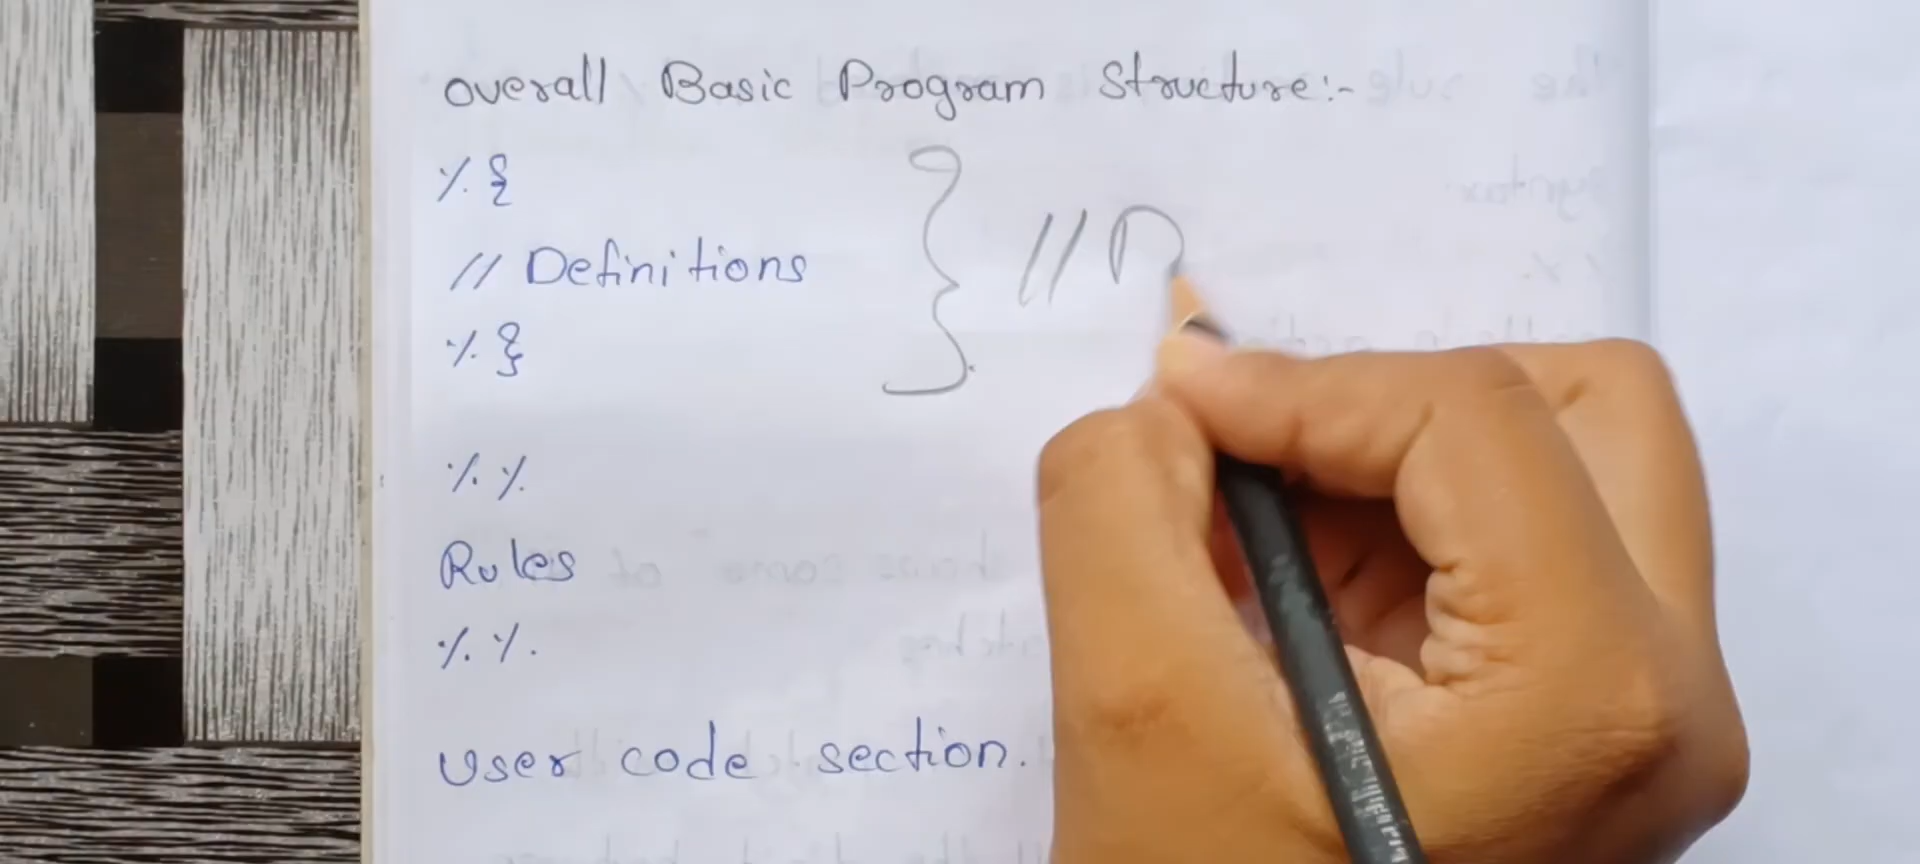 Overall Basic Program Structure:-
%{
// Definitions
%}
// D
%%
Rules
%%.
User code section.